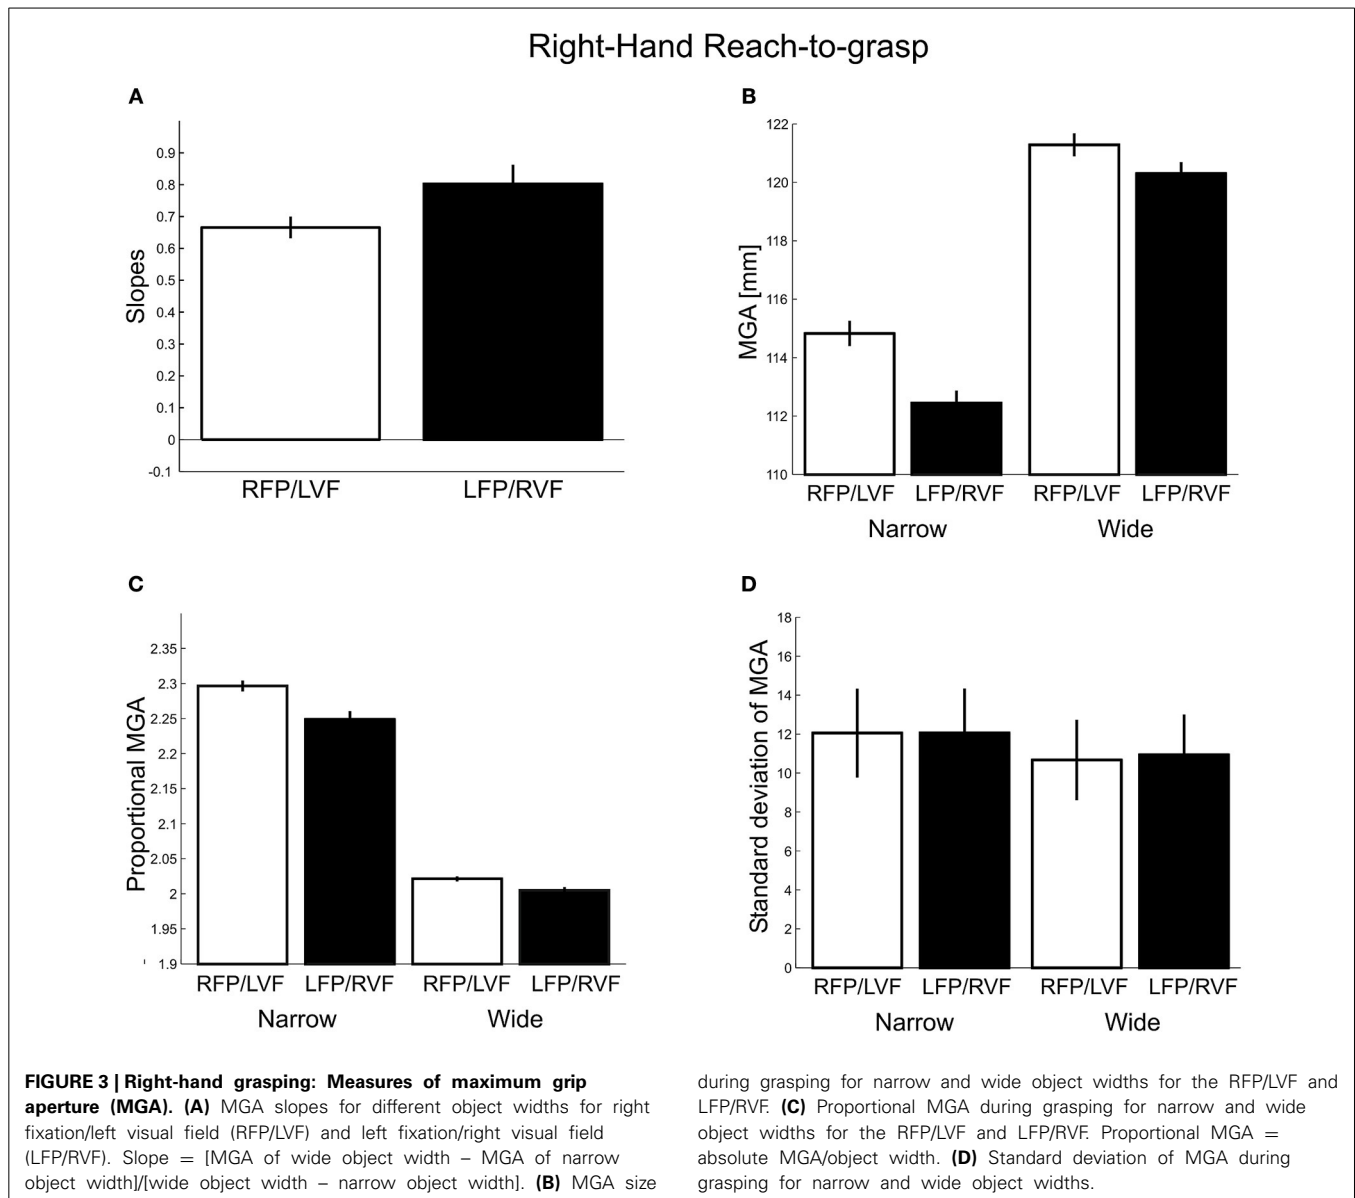 Right-Hand Reach-to-grasp
A
0.9
0.8
0.7
0.6
0.5
0.4
0.3
0.2
0.1
0
-0.1
Slopes
RFP/LVF LFP/RVF
B
122
120
118
116
114
112
110
MGA [mm]
RFP/LVF LFP/RVF RFP/LVF LFP/RVF
Narrow Wide
C
2.35
2.3
2.25
2.2
2.15
2.1
2.05
2
1.95
1.9
Proportional MGA
RFP/LVF LFP/RVF RFP/LVF LFP/RVF
Narrow Wide
D
18
16
14
12
10
8
6
4
2
0
Standard deviation of MGA
RFP/LVF LFP/RVF RFP/LVF LFP/RVF
Narrow Wide
FIGURE 3 | Right-hand grasping: Measures of maximum grip
aperture (MGA). (A) MGA slopes for different object widths for right
fixation/left visual field (RFP/LVF) and left fixation/right visual field
(LFP/RVF). Slope = [MGA of wide object width – MGA of narrow
object width]/[wide object width – narrow object width]. (B) MGA size
during grasping for narrow and wide object widths for the RFP/LVF and
LFP/RVF. (C) Proportional MGA during grasping for narrow and wide
object widths for the RFP/LVF and LFP/RVF. Proportional MGA =
absolute MGA/object width. (D) Standard deviation of MGA during
grasping for narrow and wide object widths.